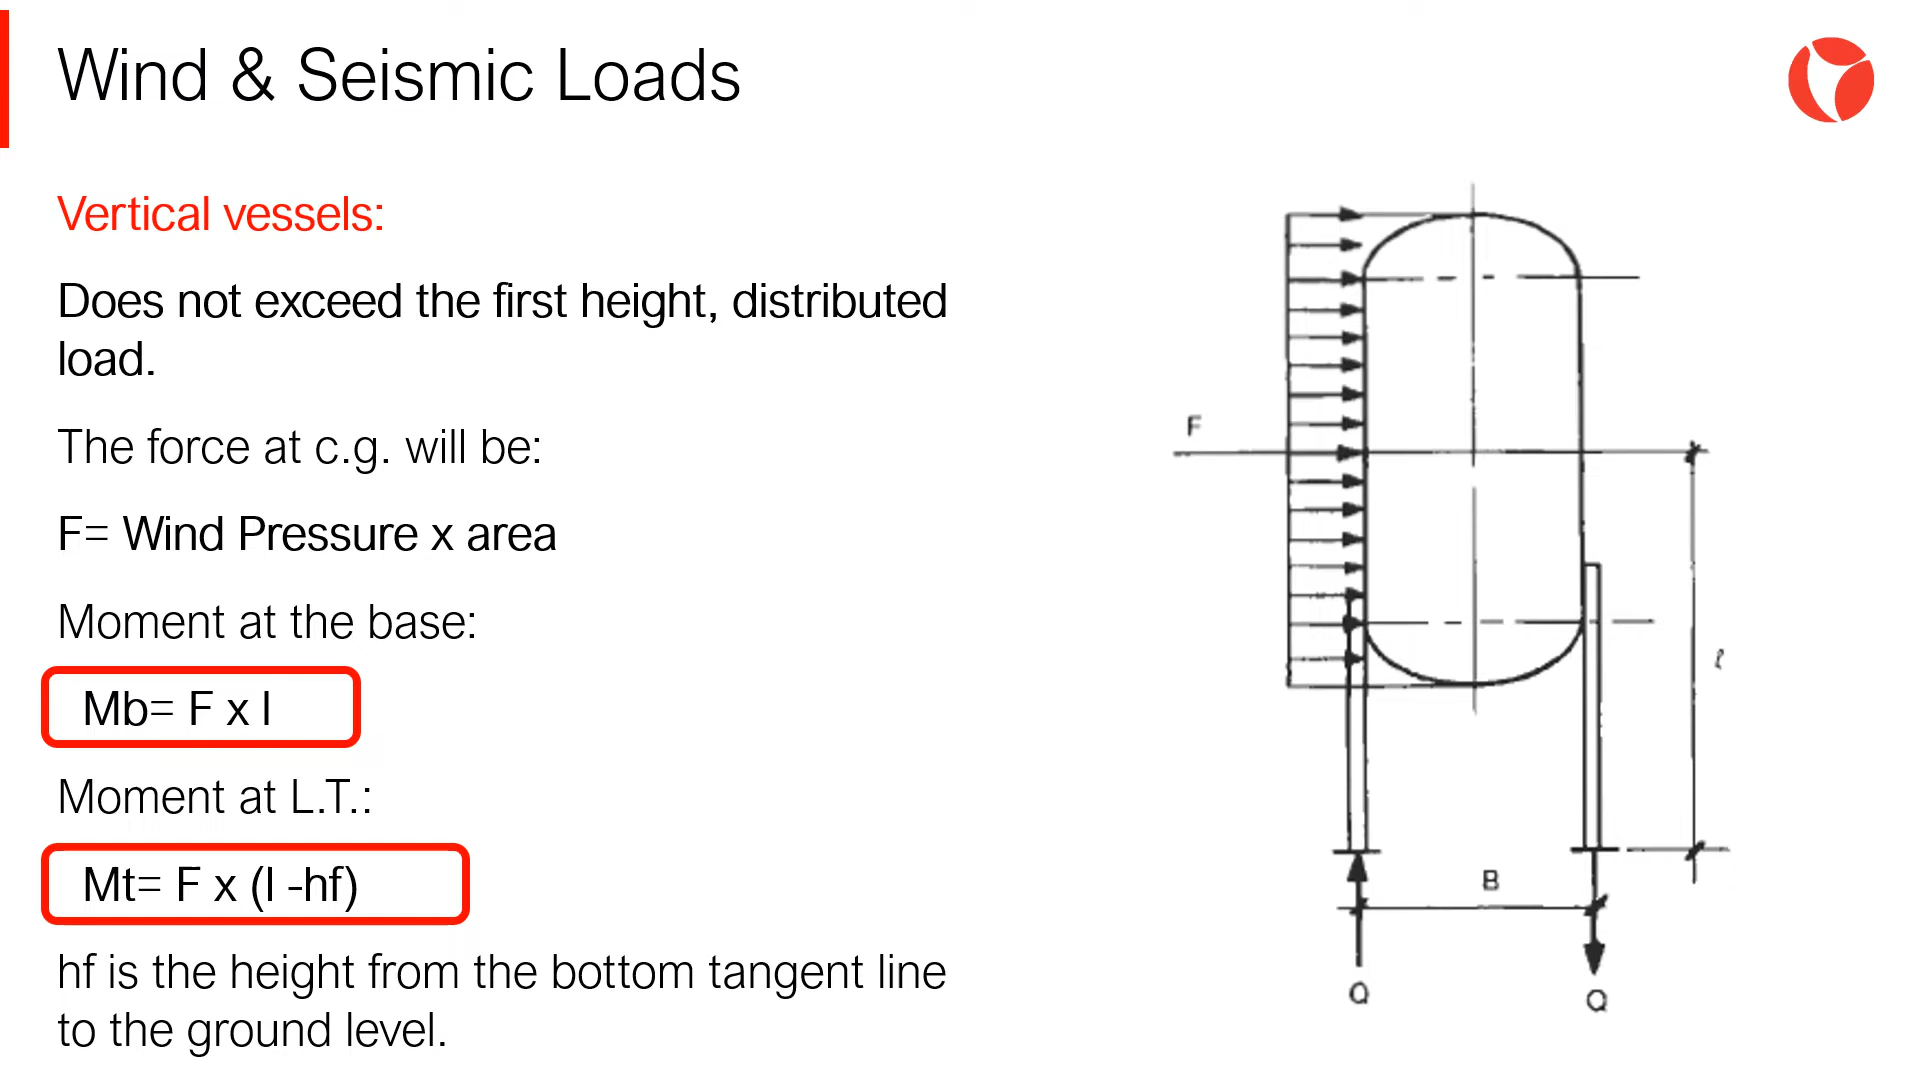 Wind & Seismic Loads
Vertical vessels:
Does not exceed the first height, distributed
load.
The force at c.g. will be:
F= Wind Pressure x area
Moment at the base:
Mb= F x l
Moment at L.T.:
Mt= F x (l -hf)
hf is the height from the bottom tangent line
to the ground level.
F
ℓ
B
Q
Q